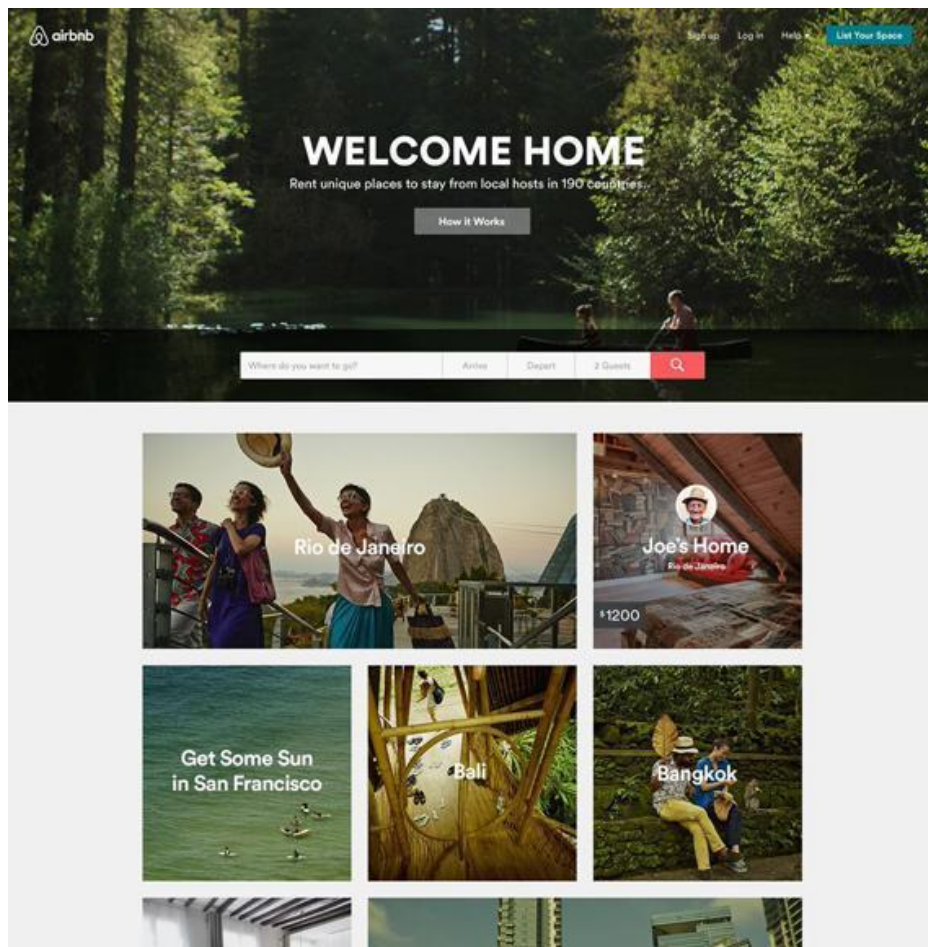 airbnb
Sign up Log in Help List Your Space
WELCOME HOME
Rent unique places to stay from local hosts in 190 countries.
How it Works
Where do you want to go? Arrive Depart 2 Guests
Rio de Janeiro
Joe's Home
Rio de Janeiro
$1200
Get Some Sun
in San Francisco
Bali
Bangkok